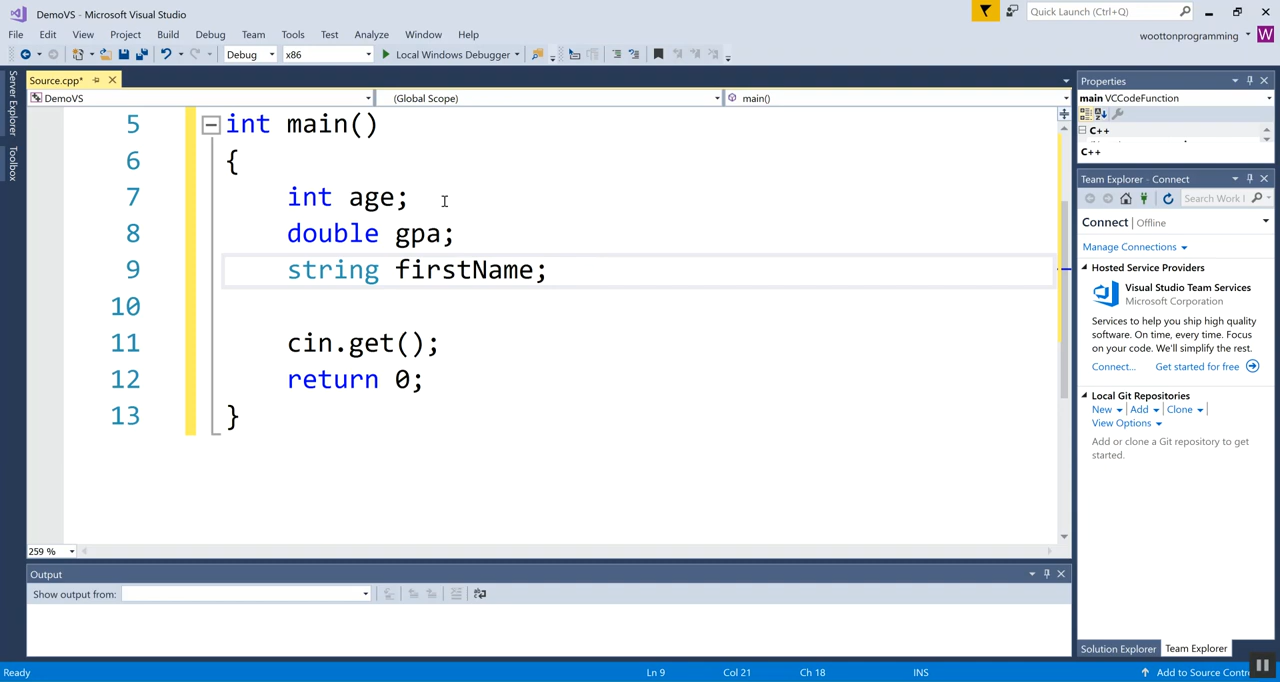 DemoVS - Microsoft Visual Studio
Quick Launch (Ctrl+Q)
File Edit View Project Build Debug Team Tools Test Analyze Window Help
woottonprogramming W
Debug x86 Local Windows Debugger
Server Explorer
Toolbox
Source.cpp*
DemoVS (Global Scope) main()
5 int main()
6 {
7 int age;
8 double gpa;
9 string firstName;
10
11 cin.get();
12 return 0;
13 }
259 %
Output
Show output from:
Properties
main VCCodeFunction
C++
C++
Team Explorer - Connect
Search Work I
Connect | Offline
Manage Connections
Hosted Service Providers
Visual Studio Team Services
Microsoft Corporation
Services to help you ship high quality
software. On time, every time. Focus
on your code. We'll simplify the rest.
Connect... Get started for free
Local Git Repositories
New | Add | Clone |
View Options
Add or clone a Git repository to get
started.
Solution Explorer Team Explorer
Ready Ln 9 Col 21 Ch 18 INS Add to Source Contr